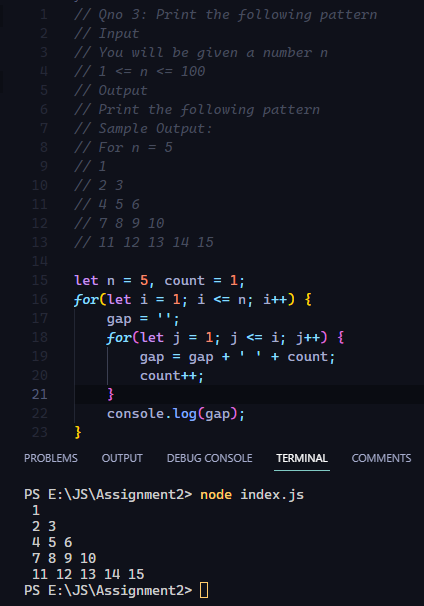 1 // Qno 3: Print the following pattern
2 // Input
3 // You will be given a number n
4 // 1 <= n <= 100
5 // Output
6 // Print the following pattern
7 // Sample Output:
8 // For n = 5
9 // 1
10 // 2 3
11 // 4 5 6
12 // 7 8 9 10
13 // 11 12 13 14 15
14
15 let n = 5, count = 1;
16 for(let i = 1; i <= n; i++) {
17     gap = '';
18     for(let j = 1; j <= i; j++) {
19         gap = gap + ' ' + count;
20         count++;
21     }
22     console.log(gap);
23 }
PROBLEMS OUTPUT DEBUG CONSOLE TERMINAL COMMENTS
PS E:\JS\Assignment2> node index.js
 1
 2 3
 4 5 6
 7 8 9 10
 11 12 13 14 15
PS E:\JS\Assignment2>